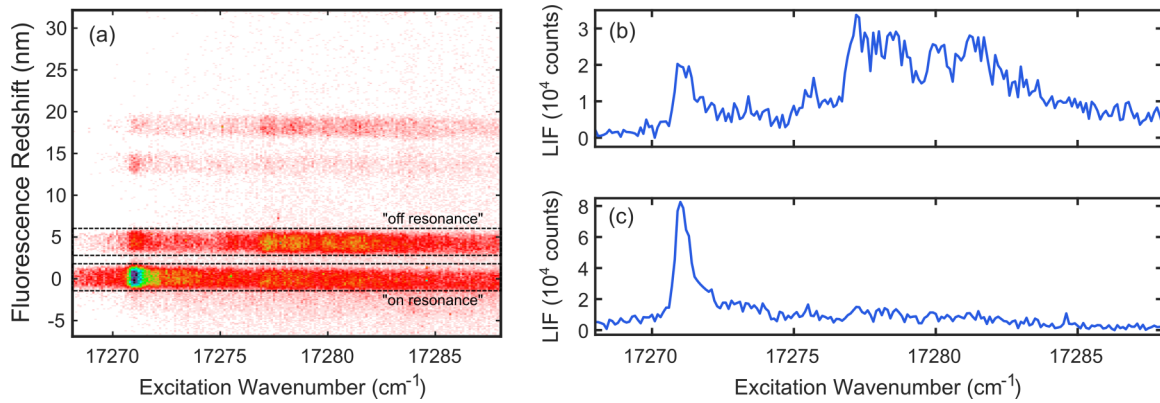 (a)
Fluorescence Redshift (nm)
30
25
20
15
10
5
0
-5
"off resonance"
"on resonance"
17270
17275
17280
17285
Excitation Wavenumber (cm-1)
(b)
LIF (10⁴ counts)
3
2
1
0
(c)
LIF (10⁴ counts)
8
6
4
2
0
17270
17275
17280
17285
Excitation Wavenumber (cm-1)